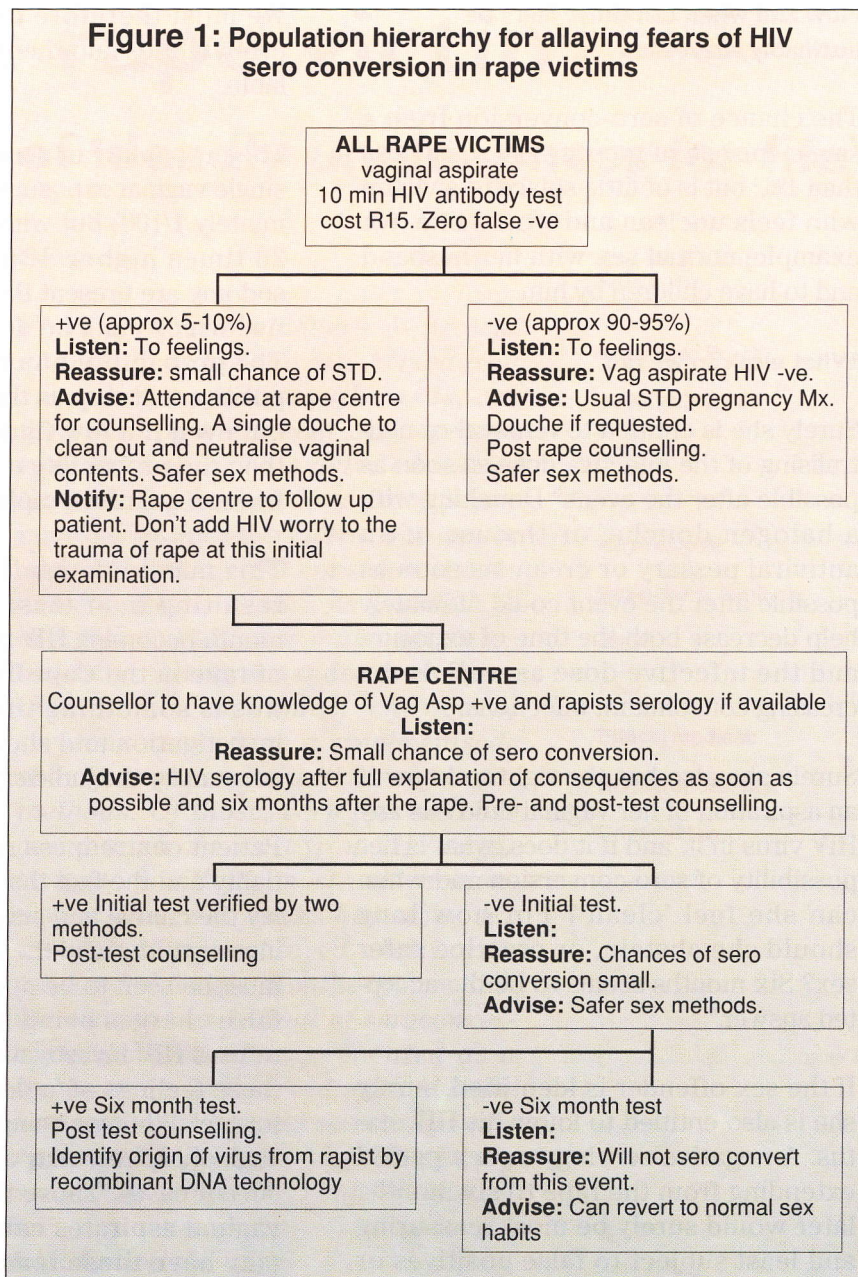 Figure 1: Population hierarchy for allaying fears of HIV
sero conversion in rape victims
ALL RAPE VICTIMS
vaginal aspirate
10 min HIV antibody test
cost R15. Zero false -ve
+ve (approx 5-10%)
Listen: To feelings.
Reassure: small chance of STD.
Advise: Attendance at rape centre
for counselling. A single douche to
clean out and neutralise vaginal
contents. Safer sex methods.
Notify: Rape centre to follow up
patient. Don't add HIV worry to the
trauma of rape at this initial
examination.
-ve (approx 90-95%)
Listen: To feelings.
Reassure: Vag aspirate HIV -ve.
Advise: Usual STD pregnancy Mx.
Douche if requested.
Post rape counselling.
Safer sex methods.
RAPE CENTRE
Counsellor to have knowledge of Vag Asp +ve and rapists serology if available
Listen:
Reassure: Small chance of sero conversion.
Advise: HIV serology after full explanation of consequences as soon as
possible and six months after the rape. Pre- and post-test counselling.
+ve Initial test verified by two
methods.
Post-test counselling
-ve Initial test.
Listen:
Reassure: Chances of sero
conversion small.
Advise: Safer sex methods.
+ve Six month test.
Post test counselling.
Identify origin of virus from rapist by
recombinant DNA technology
-ve Six month test
Listen:
Reassure: Will not sero convert
from this event.
Advise: Can revert to normal sex
habits